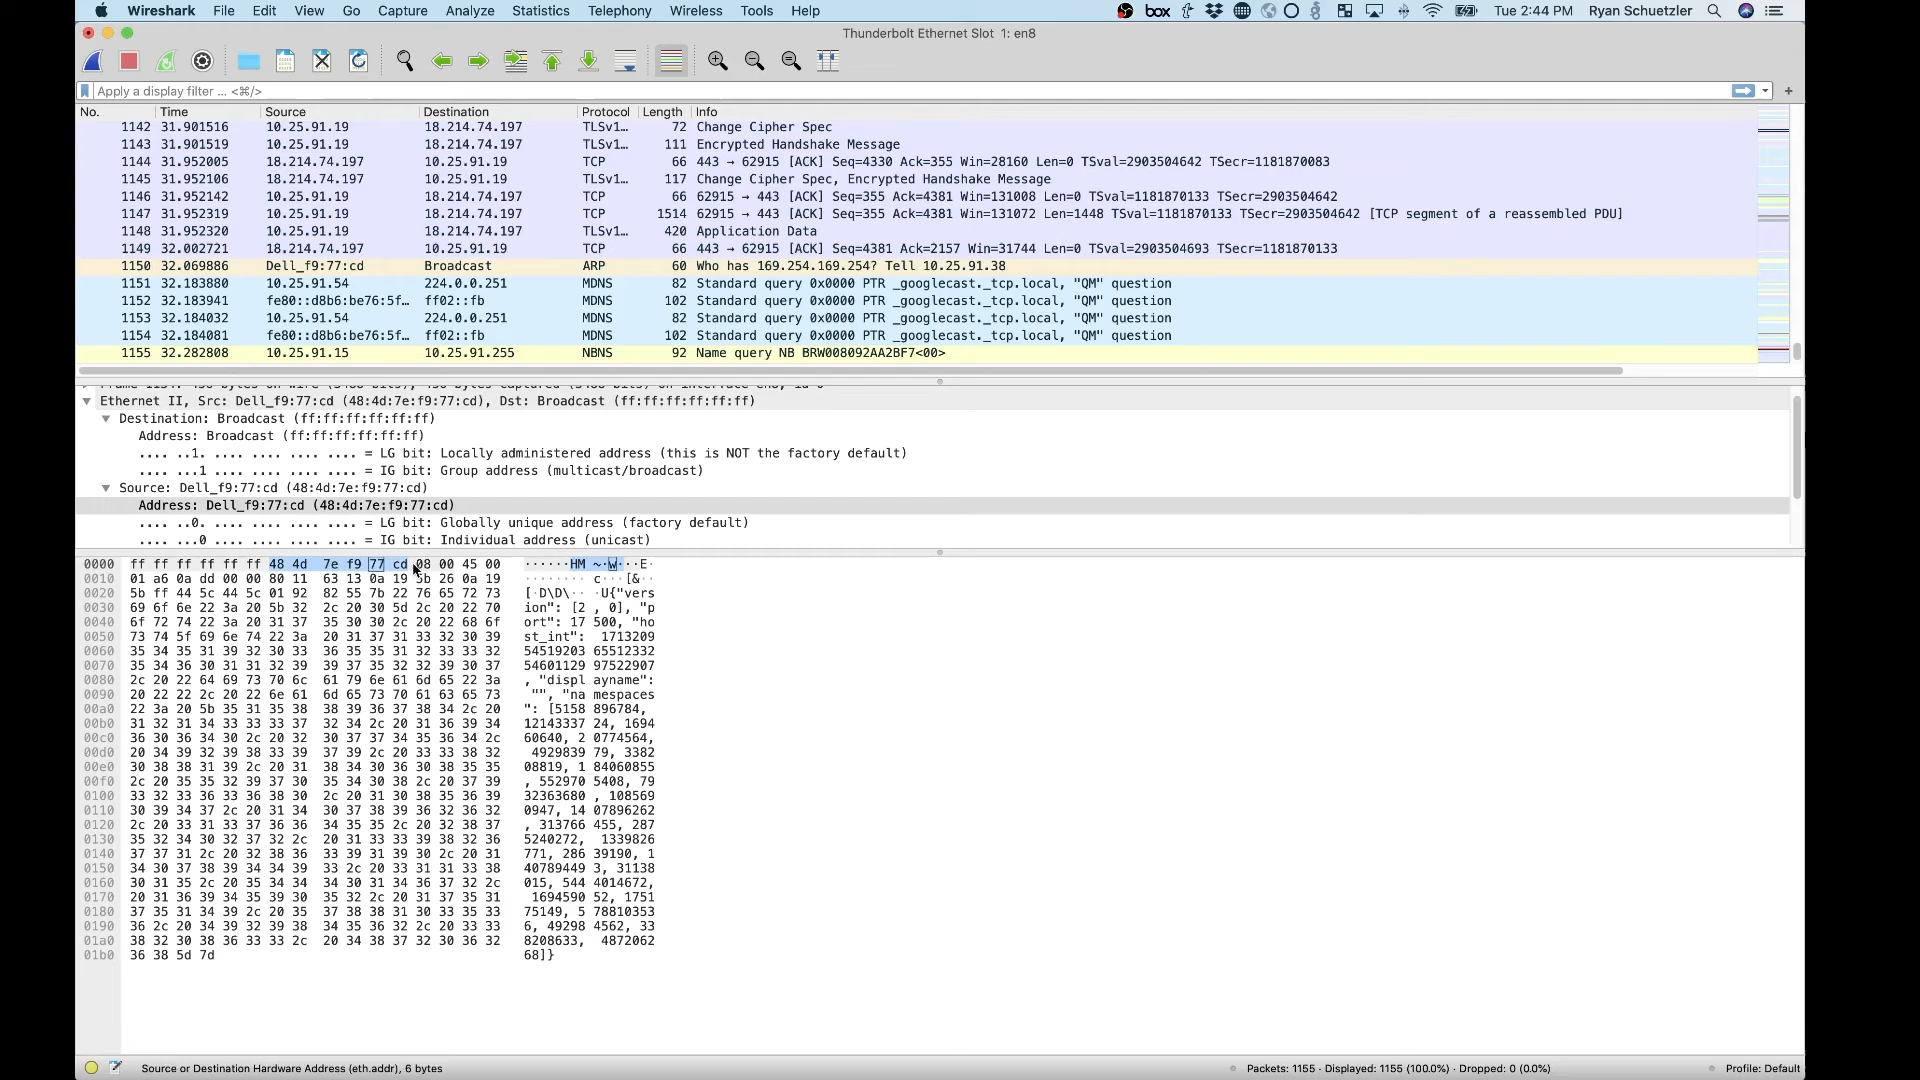 Wireshark File Edit View Go Capture Analyze Statistics Telephony Wireless Tools Help box Tue 2:44 PM Ryan Schuetzler
Thunderbolt Ethernet Slot 1: en8
Apply a display filter ... <⌘/>
No. Time Source Destination Protocol Length Info
1142 31.901516 10.25.91.19 18.214.74.197 TLSv1… 72 Change Cipher Spec
1143 31.901519 10.25.91.19 18.214.74.197 TLSv1… 111 Encrypted Handshake Message
1144 31.952005 18.214.74.197 10.25.91.19 TCP 66 443 → 62915 [ACK] Seq=4330 Ack=355 Win=28160 Len=0 TSval=2903504642 TSecr=1181870083
1145 31.952106 18.214.74.197 10.25.91.19 TLSv1… 117 Change Cipher Spec, Encrypted Handshake Message
1146 31.952142 10.25.91.19 18.214.74.197 TCP 66 62915 → 443 [ACK] Seq=355 Ack=4381 Win=131008 Len=0 TSval=1181870133 TSecr=2903504642
1147 31.952319 10.25.91.19 18.214.74.197 TCP 1514 62915 → 443 [ACK] Seq=355 Ack=4381 Win=131072 Len=1448 TSval=1181870133 TSecr=2903504642 [TCP segment of a reassembled PDU]
1148 31.952320 10.25.91.19 18.214.74.197 TLSv1… 420 Application Data
1149 32.002721 18.214.74.197 10.25.91.19 TCP 66 443 → 62915 [ACK] Seq=4381 Ack=2157 Win=31744 Len=0 TSval=2903504693 TSecr=1181870133
1150 32.069886 Dell_f9:77:cd Broadcast ARP 60 Who has 169.254.169.254? Tell 10.25.91.38
1151 32.183880 10.25.91.54 224.0.0.251 MDNS 82 Standard query 0x0000 PTR _googlecast._tcp.local, "QM" question
1152 32.183941 fe80::d8b6:be76:5f… ff02::fb MDNS 102 Standard query 0x0000 PTR _googlecast._tcp.local, "QM" question
1153 32.184032 10.25.91.54 224.0.0.251 MDNS 82 Standard query 0x0000 PTR _googlecast._tcp.local, "QM" question
1154 32.184081 fe80::d8b6:be76:5f… ff02::fb MDNS 102 Standard query 0x0000 PTR _googlecast._tcp.local, "QM" question
1155 32.282808 10.25.91.15 10.25.91.255 NBNS 92 Name query NB BRW008092AA2BF7<00>
Ethernet II, Src: Dell_f9:77:cd (48:4d:7e:f9:77:cd), Dst: Broadcast (ff:ff:ff:ff:ff:ff)
Destination: Broadcast (ff:ff:ff:ff:ff:ff)
Address: Broadcast (ff:ff:ff:ff:ff:ff)
.... ..1. .... .... .... .... = LG bit: Locally administered address (this is NOT the factory default)
.... ...1 .... .... .... .... = IG bit: Group address (multicast/broadcast)
Source: Dell_f9:77:cd (48:4d:7e:f9:77:cd)
Address: Dell_f9:77:cd (48:4d:7e:f9:77:cd)
.... ..0. .... .... .... .... = LG bit: Globally unique address (factory default)
.... ...0 .... .... .... .... = IG bit: Individual address (unicast)
0000 ff ff ff ff ff ff 48 4d 7e f9 77 cd 08 00 45 00 ······HM ~·w···E·
0010 01 a6 0a dd 00 00 80 11 63 13 0a 19 5b 26 0a 19 ········ c···[&··
0020 5b ff 44 5c 44 5c 01 92 82 55 7b 22 76 65 72 73 [·D\D\·· ·U{"vers
0030 69 6f 6e 22 3a 20 5b 32 2c 20 30 5d 2c 20 22 70 ion": [2 , 0], "p
0040 6f 72 74 22 3a 20 31 37 35 30 30 2c 20 22 68 6f ort": 17 500, "ho
0050 73 74 5f 69 6e 74 22 3a 20 31 37 31 33 32 30 39 st_int": 1713209
0060 35 34 35 31 39 32 30 33 36 35 35 31 32 33 33 32 54519203 65512332
0070 35 34 36 30 31 31 32 39 39 37 35 32 32 39 30 37 54601129 97522907
0080 2c 20 22 64 69 73 70 6c 61 79 6e 61 6d 65 22 3a , "displ ayname":
0090 20 22 22 2c 20 22 6e 61 6d 65 73 70 61 63 65 73 "", "na mespaces
00a0 22 3a 20 5b 35 31 35 38 38 39 36 37 38 34 2c 20 ": [5158 896784,
00b0 31 32 31 34 33 33 33 37 32 34 2c 20 31 36 39 34 12143337 24, 1694
00c0 36 30 36 34 30 2c 20 32 30 37 37 34 35 36 34 2c 60640, 2 0774564,
00d0 20 34 39 32 39 38 33 39 37 39 2c 20 33 33 38 32 4929839 79, 3382
00e0 30 38 38 31 39 2c 20 31 38 34 30 36 30 38 35 35 08819, 1 84060855
00f0 2c 20 35 35 32 39 37 30 35 34 30 38 2c 20 37 39 , 552970 5408, 79
0100 33 32 33 36 33 36 38 30 2c 20 31 30 38 35 36 39 32363680 , 108569
0110 30 39 34 37 2c 20 31 34 30 37 38 39 36 32 36 32 0947, 14 07896262
0120 2c 20 33 31 33 37 36 36 34 35 35 2c 20 32 38 37 , 313766 455, 287
0130 35 32 34 30 32 37 32 2c 20 31 33 33 39 38 32 36 5240272, 1339826
0140 37 37 31 2c 20 32 38 36 33 39 31 39 30 2c 20 31 771, 286 39190, 1
0150 34 30 37 38 39 34 34 39 33 2c 20 33 31 31 33 38 40789449 3, 31138
0160 30 31 35 2c 20 35 34 34 34 30 31 34 36 37 32 2c 015, 544 4014672,
0170 20 31 36 39 34 35 39 30 35 32 2c 20 31 37 35 31 1694590 52, 1751
0180 37 35 31 34 39 2c 20 35 37 38 38 31 30 33 35 33 75149, 5 78810353
0190 36 2c 20 34 39 32 39 38 34 35 36 32 2c 20 33 33 6, 49298 4562, 33
01a0 38 32 30 38 36 33 33 2c 20 34 38 37 32 30 36 32 8208633, 4872062
01b0 36 38 5d 7d 68]}
Source or Destination Hardware Address (eth.addr), 6 bytes Packets: 1155 · Displayed: 1155 (100.0%) · Dropped: 0 (0.0%) Profile: Default